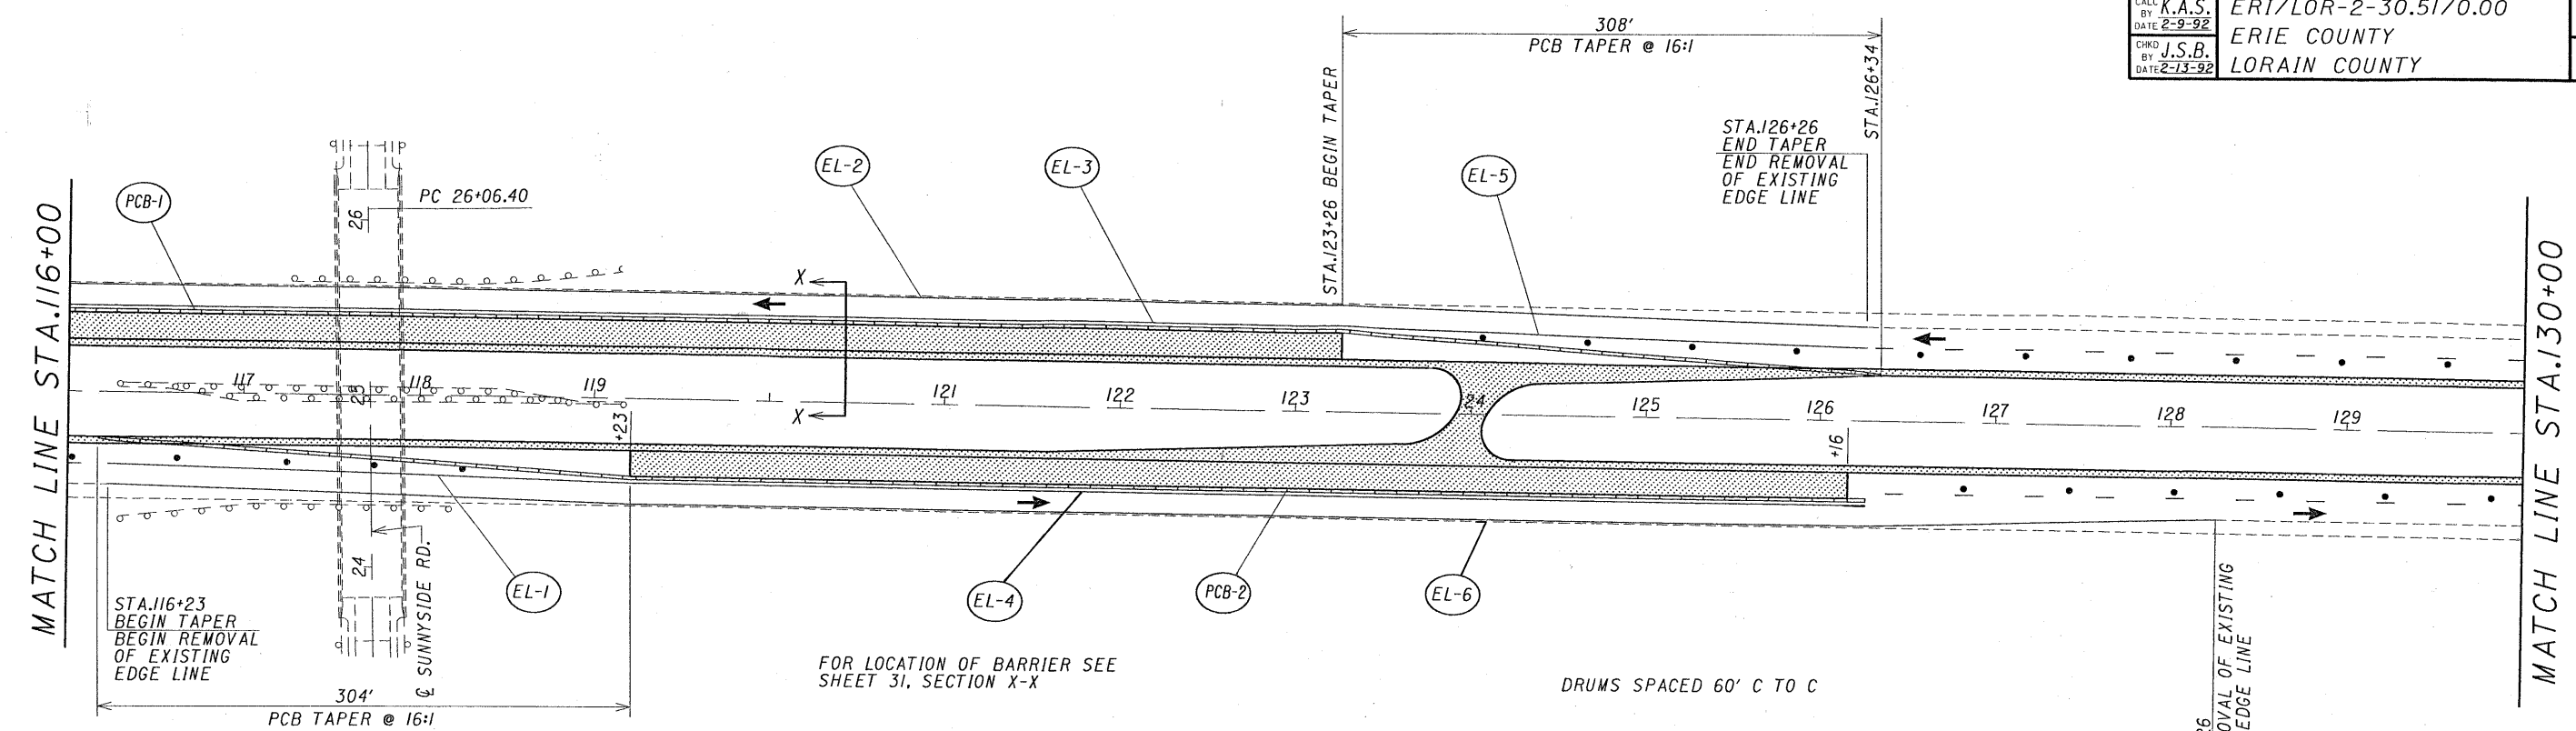 CALC BY K.A.S.
DATE 2-9-92
CHKD BY J.S.B.
DATE 2-13-92
ERI/LOR-2-30.51/0.00
ERIE COUNTY
LORAIN COUNTY
308'
PCB TAPER @ 16:1
STA.123+26 BEGIN TAPER
STA.126+34
STA.126+26
END TAPER
END REMOVAL
OF EXISTING
EDGE LINE
MATCH LINE STA.116+00
PCB-1
PC 26+06.40
26
EL-2
EL-3
EL-5
X
X
117
118
119
121
122
123
124
125
126
127
128
129
25
+23
+16
24
℄ SUNNYSIDE RD.
EL-1
EL-4
PCB-2
EL-6
STA.116+23
BEGIN TAPER
BEGIN REMOVAL
OF EXISTING
EDGE LINE
304'
PCB TAPER @ 16:1
FOR LOCATION OF BARRIER SEE
SHEET 31, SECTION X-X
DRUMS SPACED 60' C TO C
OVAL OF EXISTING
EDGE LINE
MATCH LINE STA.130+00